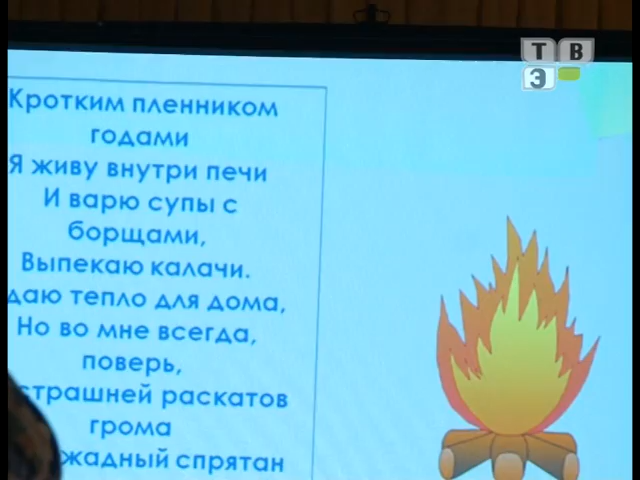 ТВ
Э
Кротким пленником
годами
Я живу внутри печи
И варю супы с
борщами,
Выпекаю калачи.
даю тепло для дома,
Но во мне всегда,
поверь,
страшней раскатов
грома
жадный спрятан